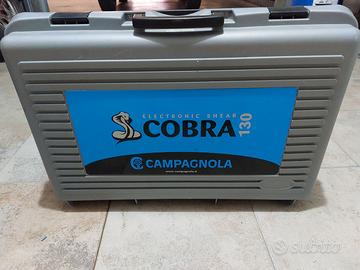 ELECTRONIC SHEAR
COBRA 130
CAMPAGNOLA
www.campagnola.it
subito